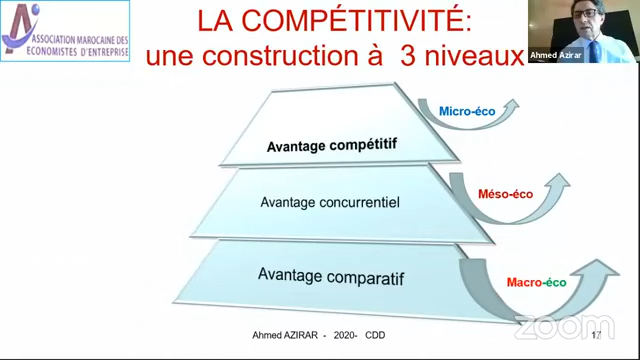 ASSOCIATION MAROCAINE DES
ÉCONOMISTES D'ENTREPRISE
LA COMPÉTITIVITÉ:
une construction à 3 niveaux
Ahmed Azirar
Micro-éco
Avantage compétitif
Avantage concurrentiel
Méso-éco
Avantage comparatif
Macro-éco
Ahmed AZIRAR - 2020- CDD
17
zoom